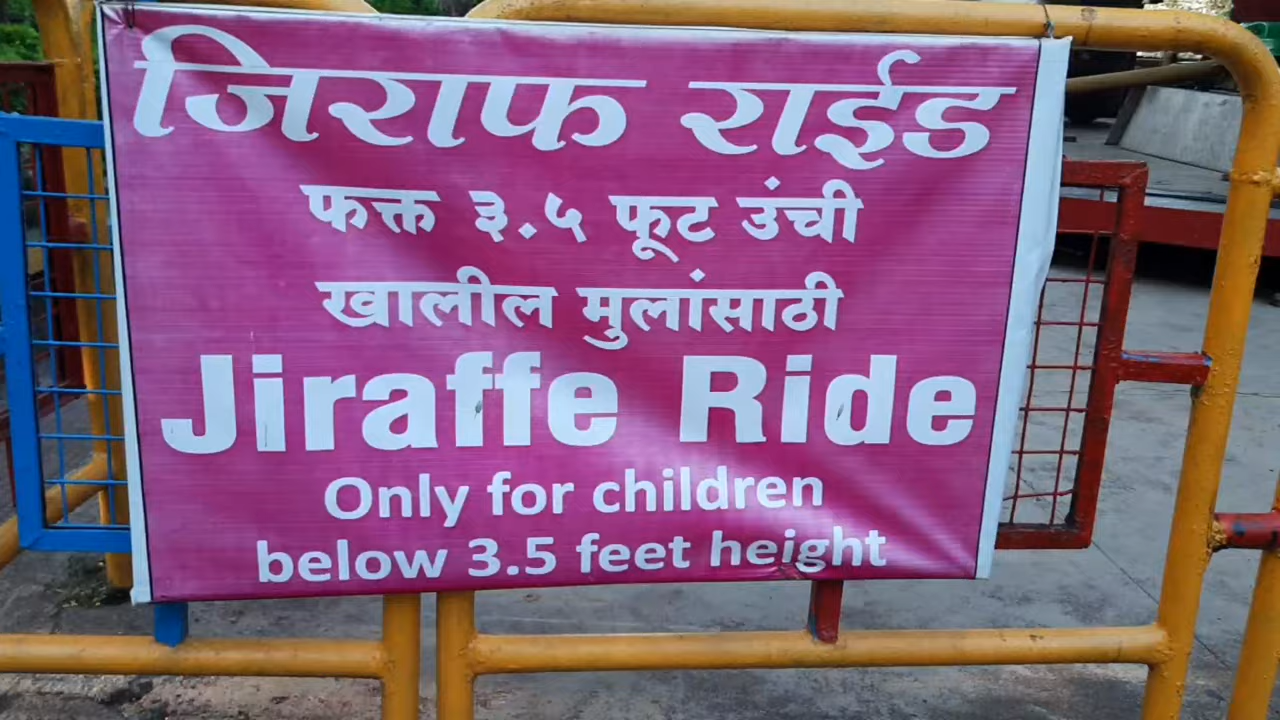 जिराफ राईड
फक्त ३.५ फूट उंची
खालील मुलांसाठी
Jiraffe Ride
Only for children
below 3.5 feet height